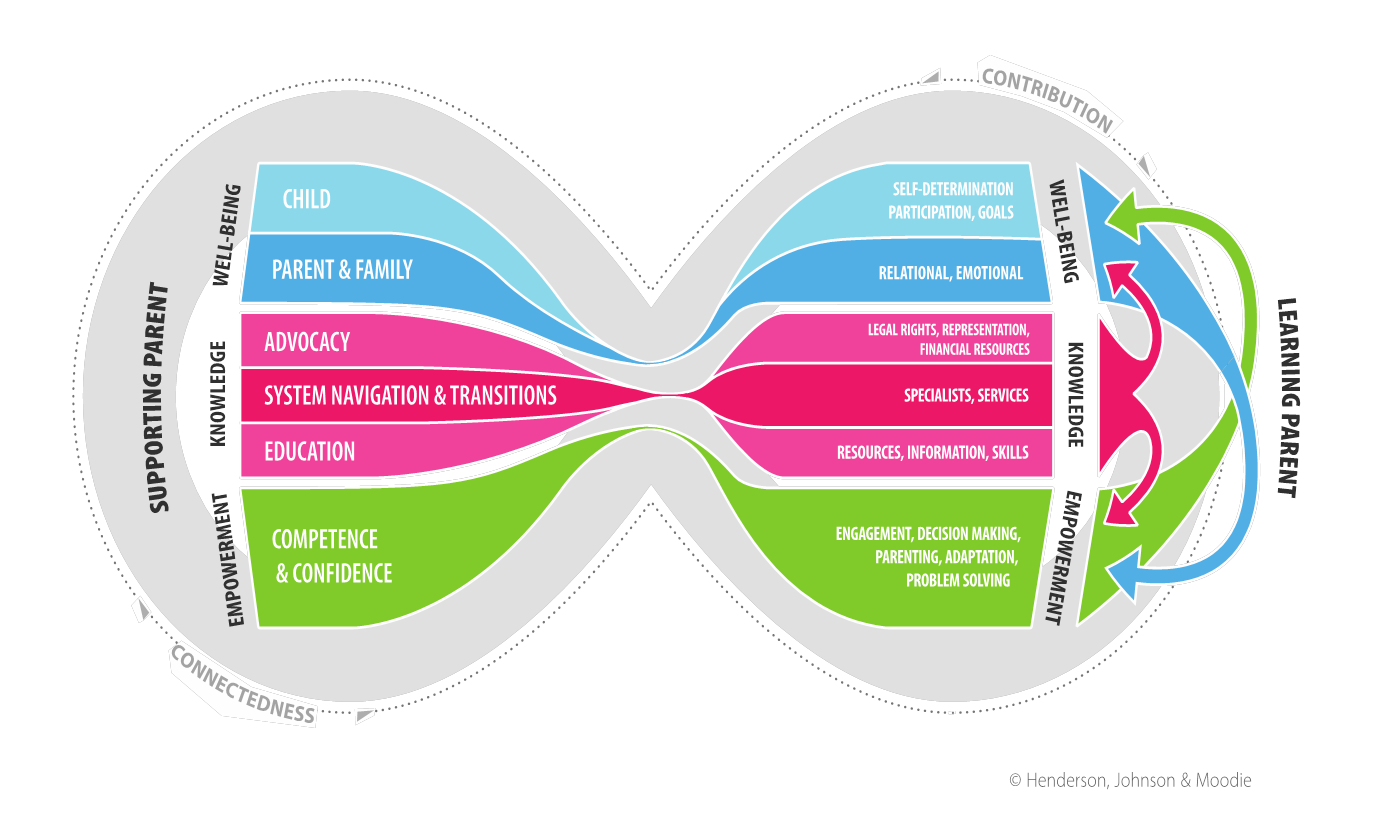 CONTRIBUTION
SUPPORTING PARENT
WELL-BEING
CHILD
PARENT & FAMILY
KNOWLEDGE
ADVOCACY
SYSTEM NAVIGATION & TRANSITIONS
EDUCATION
EMPOWERMENT
COMPETENCE
& CONFIDENCE
CONNECTEDNESS
SELF-DETERMINATION
PARTICIPATION, GOALS
RELATIONAL, EMOTIONAL
WELL-BEING
LEGAL RIGHTS, REPRESENTATION,
FINANCIAL RESOURCES
SPECIALISTS, SERVICES
RESOURCES, INFORMATION, SKILLS
KNOWLEDGE
ENGAGEMENT, DECISION MAKING,
PARENTING, ADAPTATION,
PROBLEM SOLVING
EMPOWERMENT
LEARNING PARENT
© Henderson, Johnson & Moodie